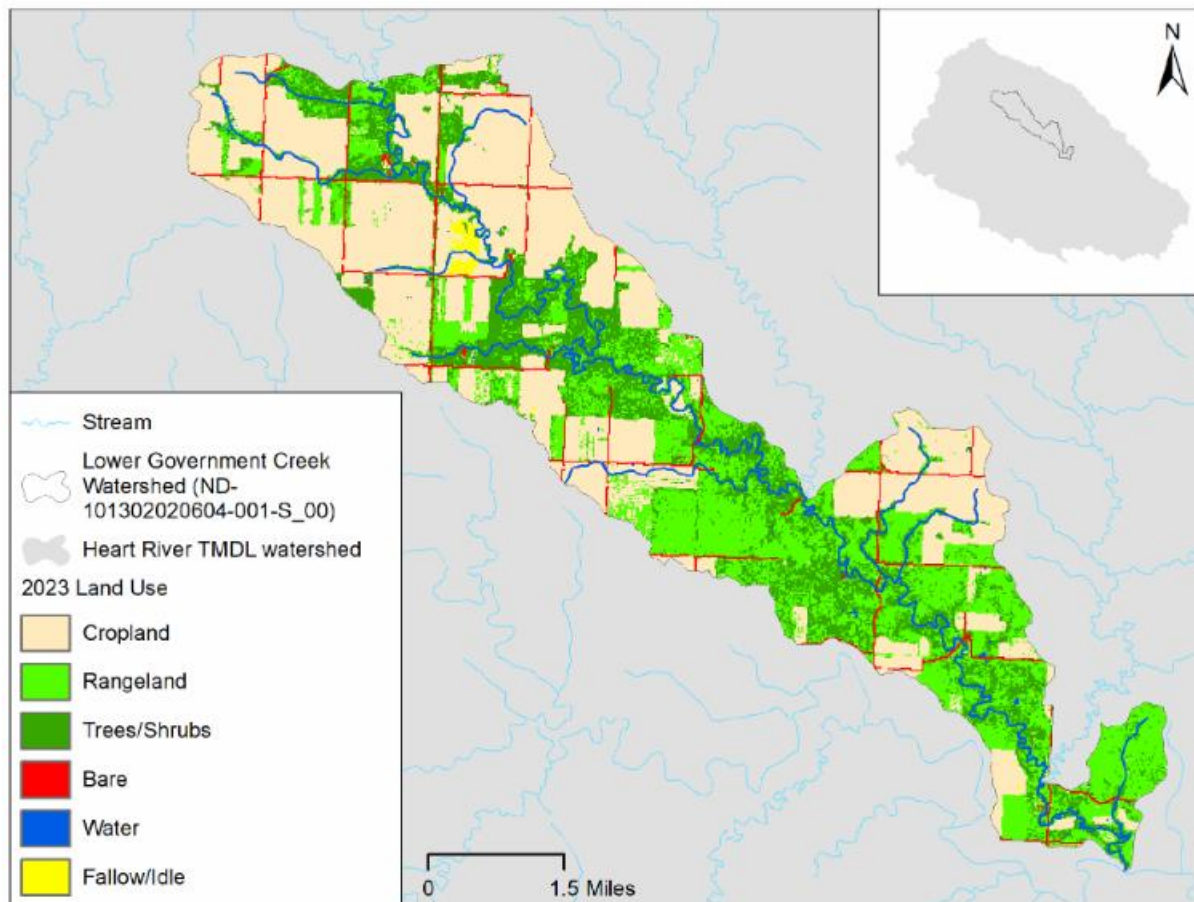 N
Stream
Lower Government Creek
Watershed (ND-
101302020604-001-S_00)
Heart River TMDL watershed
2023 Land Use
Cropland
Rangeland
Trees/Shrubs
Bare
Water
Fallow/Idle
0 1.5 Miles